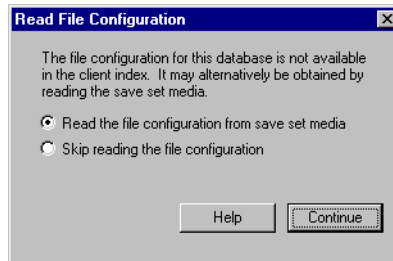 Read File Configuration
The file configuration for this database is not available
in the client index. It may alternatively be obtained by
reading the save set media.
Read the file configuration from save set media
Skip reading the file configuration
Help Continue